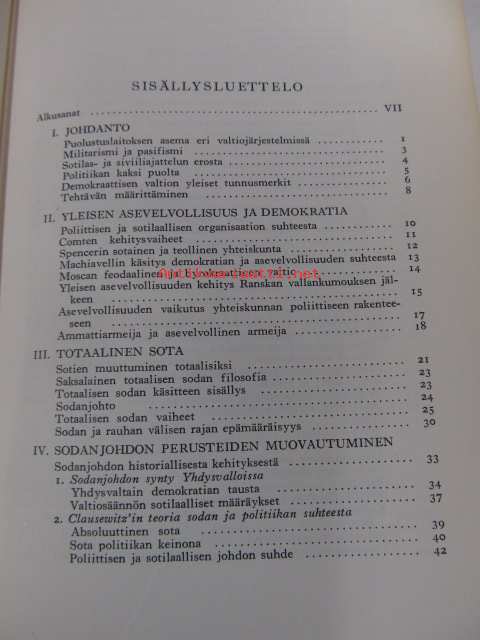 SISÄLLYSLUETTELO
Alkusanat VII
I. JOHDANTO
Puolustuslaitoksen asema eri valtiojärjestelmissä 1
Militarismi ja pasifismi 3
Sotilas- ja siviiliajattelun erosta 4
Politiikan kaksi puolta 5
Demokraattisen valtion yleiset tunnusmerkit 6
Tehtävän määrittäminen 8
II. YLEISEN ASEVELVOLLISUUS JA DEMOKRATIA
Poliittisen ja sotilaallisen organisaation suhteesta 10
Comten kehitysvaiheet 11
Spencerin sotainen ja teollinen yhteiskunta 12
Machiavellin käsitys demokratian ja asevelvollisuuden suhteesta 13
Moscan feodaalinen ja byrokraattinen valtio 14
Yleisen asevelvollisuuden kehitys Ranskan vallankumouksen jäl-
keen 15
Asevelvollisuuden vaikutus yhteiskunnan poliittiseen rakentee-
seen 17
Ammattiarmeija ja asevelvollinen armeija 18
III. TOTAALINEN SOTA
Sotien muuttuminen totaalisiksi 21
Saksalainen totaalisen sodan filosofia 23
Totaalisen sodan käsitteen sisällys 23
Sodanjohto 24
Totaalisen sodan vaiheet 25
Sodan ja rauhan välisen rajan epämääräisyys 30
IV. SODANJOHDON PERUSTEIDEN MUOVAUTUMINEN
Sodanjohdon historiallisesta kehityksestä 33
1. Sodanjohdon synty Yhdysvalloissa
Yhdysvaltain demokratian tausta 34
Valtiosäännön sotilaalliset määräykset 37
2. Clausewitz'in teoria sodan ja politiikan suhteesta
Absoluuttinen sota 39
Sota politiikan keinona 40
Poliittisen ja sotilaallisen johdon suhde 42